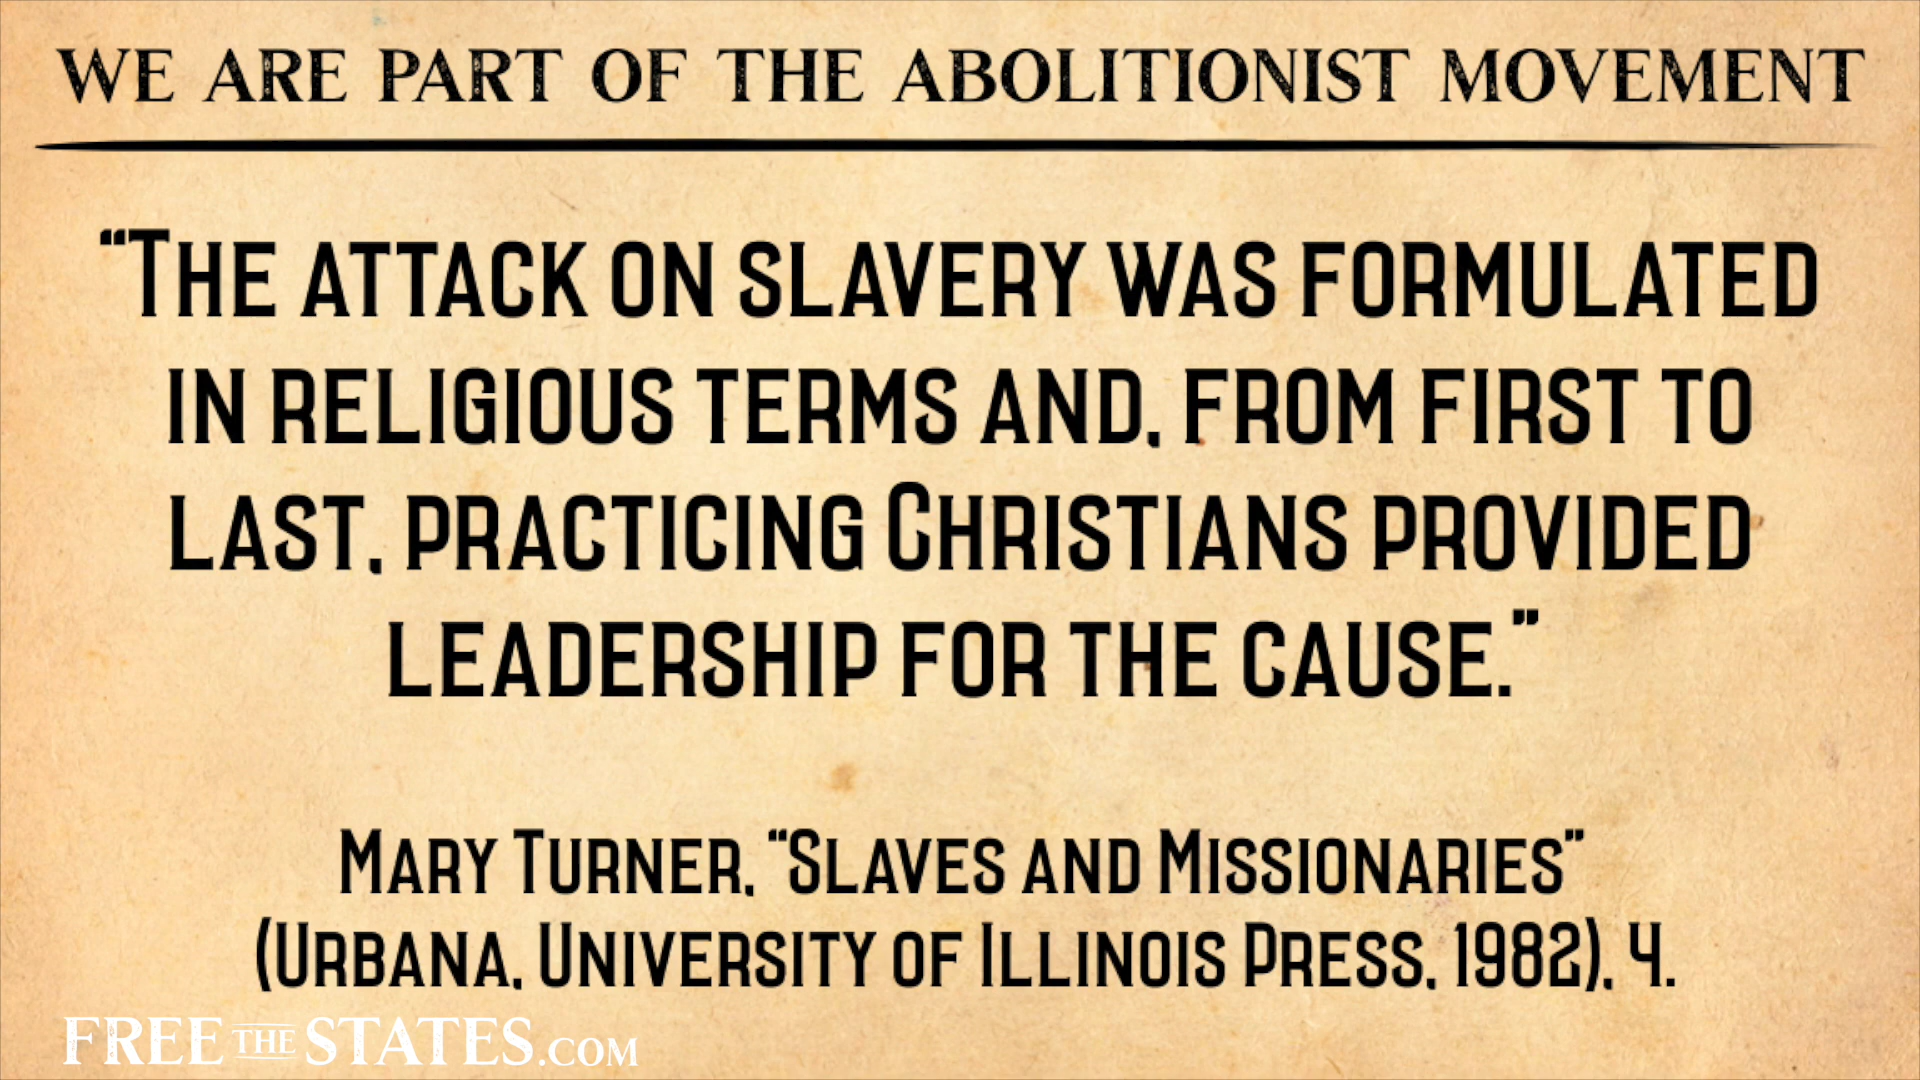 WE ARE PART OF THE ABOLITIONIST MOVEMENT
“The attack on slavery was formulated
in religious terms and, from first to
last, practicing Christians provided
leadership for the cause.”
Mary Turner, “Slaves and Missionaries”
(Urbana, University of Illinois Press, 1982), 4.
FREE THE STATES.COM